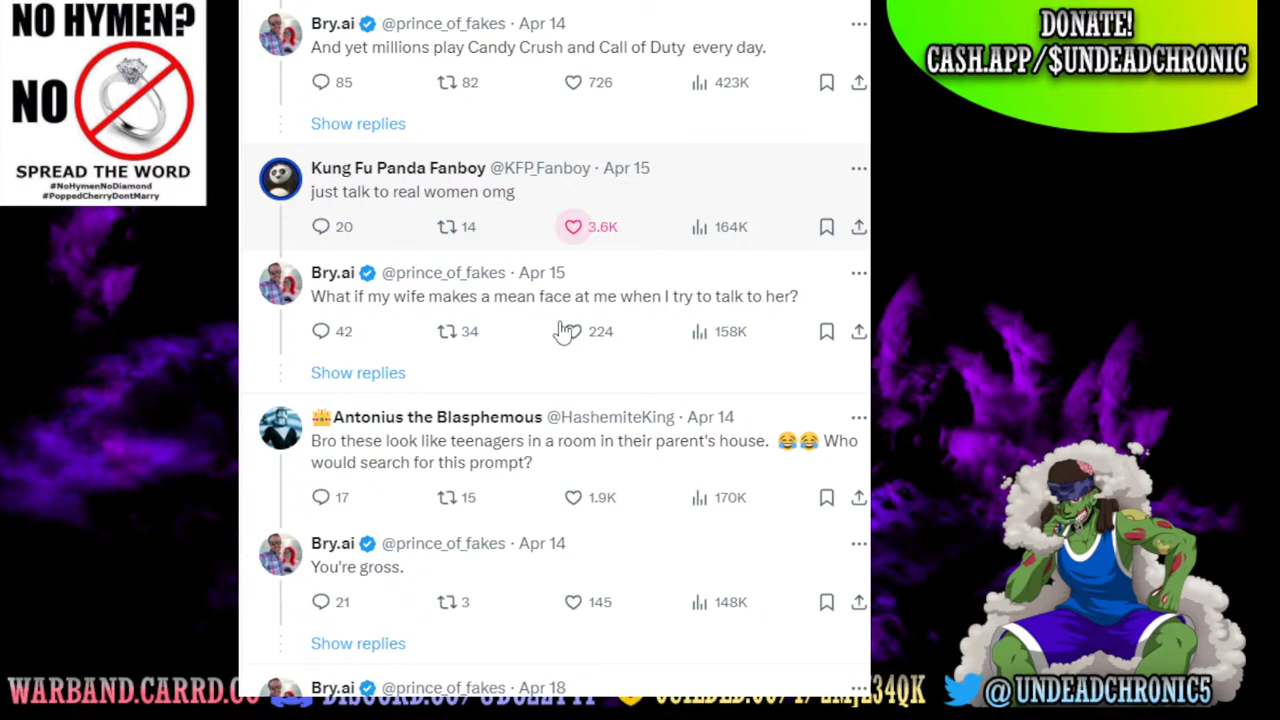 NO HYMEN?
NO
SPREAD THE WORD
#NoHymenNoDiamond
#PoppedCherryDontMarry
Bry.ai @prince_of_fakes · Apr 14
And yet millions play Candy Crush and Call of Duty every day.
85 82 726 423K
Show replies
Kung Fu Panda Fanboy @KFP_Fanboy · Apr 15
just talk to real women omg
20 14 3.6K 164K
Bry.ai @prince_of_fakes · Apr 15
What if my wife makes a mean face at me when I try to talk to her?
42 34 224 158K
Show replies
Antonius the Blasphemous @HashemiteKing · Apr 14
Bro these look like teenagers in a room in their parent's house. 😂😂 Who
would search for this prompt?
17 15 1.9K 170K
Bry.ai @prince_of_fakes · Apr 14
You're gross.
21 3 145 148K
Show replies
Bry.ai @prince_of_fakes · Apr 18
DONATE!
CASH.APP/$UNDEADCHRONIC
WARBAND.CARRD.CO
@UNDEADCHRONIC5